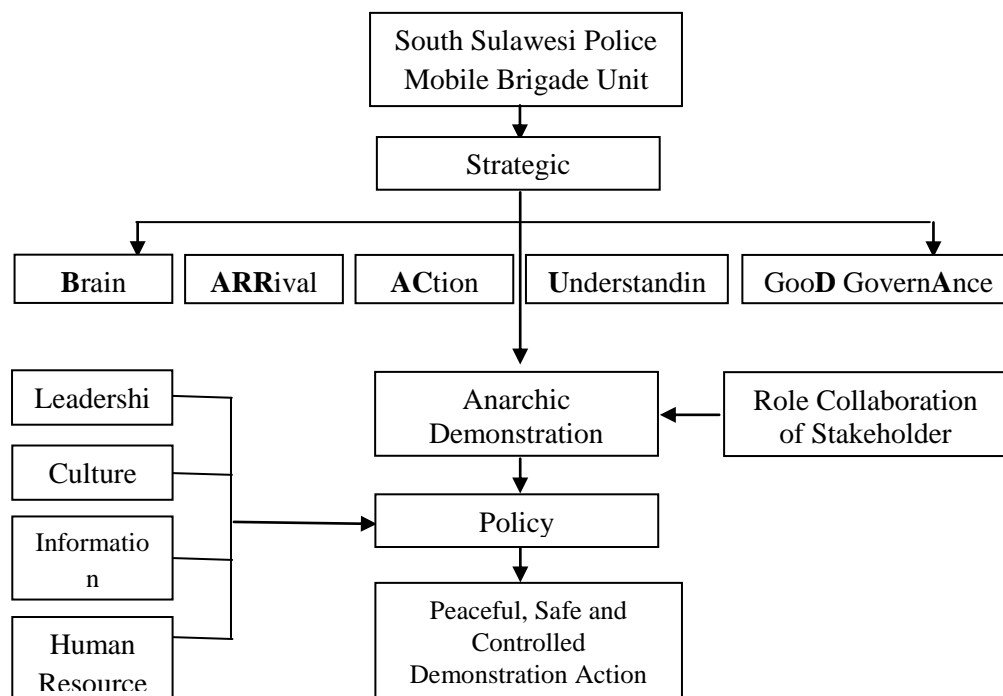 South Sulawesi Police
Mobile Brigade Unit
Strategic
Brain
ARRival
ACtion
Understandin
GooD GovernAnce
Leadershi
Anarchic
Demonstration
Role Collaboration
of Stakeholder
Culture
Policy
Informatio
n
Peaceful, Safe and
Controlled
Demonstration Action
Human
Resource